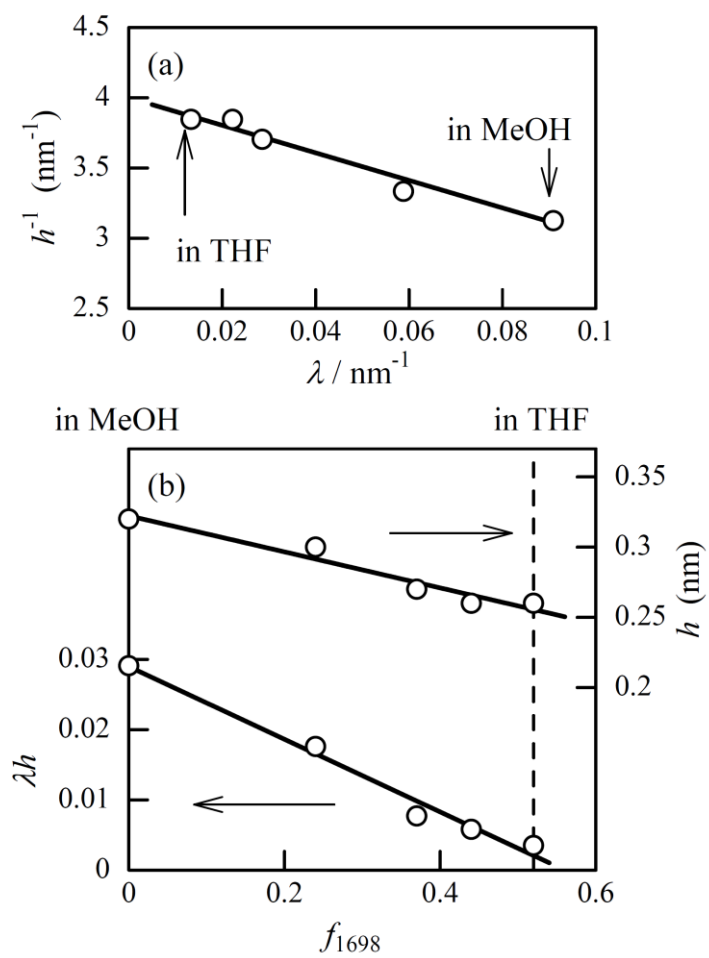 4.5
(a)
4
in MeOH
3.5
h⁻¹ (nm⁻¹)
3
in THF
2.5
0 0.02 0.04 0.06 0.08 0.1
λ / nm⁻¹
in MeOH in THF
(b)
0.35
0.3
h (nm)
0.25
0.03
0.2
0.02
λh
0.01
0
0 0.2 0.4 0.6
f₁₆₉₈